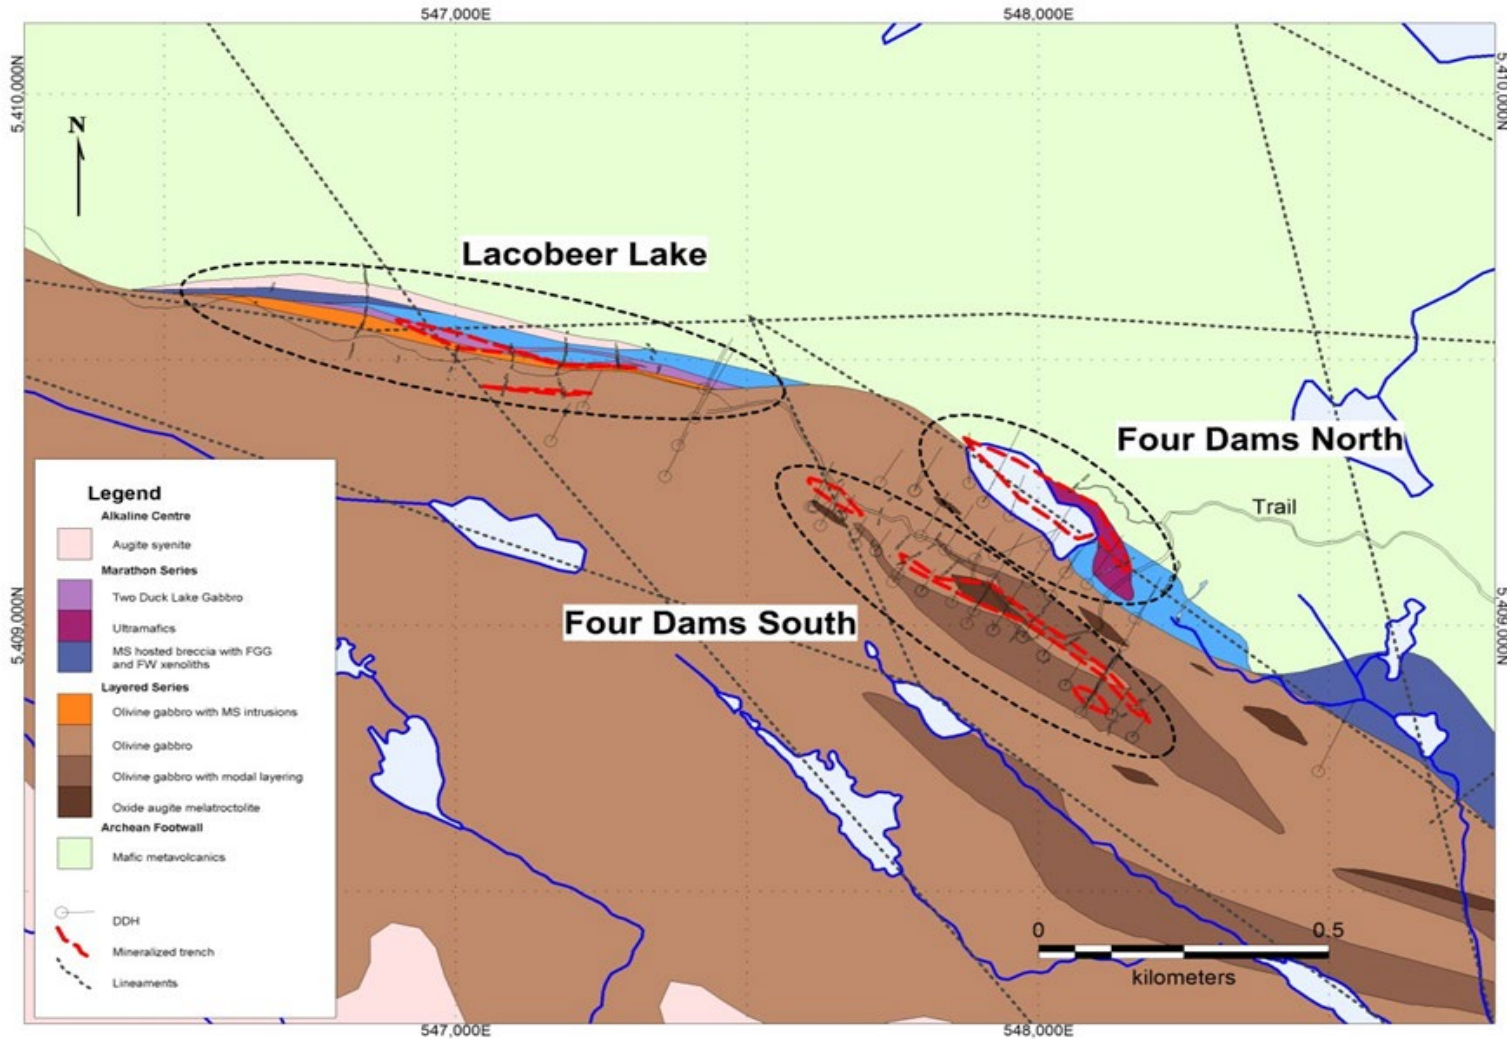 547,000E
548,000E
5,410,000N
5,410,000N
N
Lacobeer Lake
Four Dams North
Trail
Four Dams South
5,409,000N
5,409,000N
Legend
Alkaline Centre
Augite syenite
Marathon Series
Two Duck Lake Gabbro
Ultramafics
MS hosted breccia with FGG
and FW xenoliths
Layered Series
Olivine gabbro with MS intrusions
Olivine gabbro
Olivine gabbro with modal layering
Oxide augite melatroctolite
Archean Footwall
Mafic metavolcanics
DDH
Mineralized trench
Lineaments
0
0.5
kilometers
547,000E
548,000E